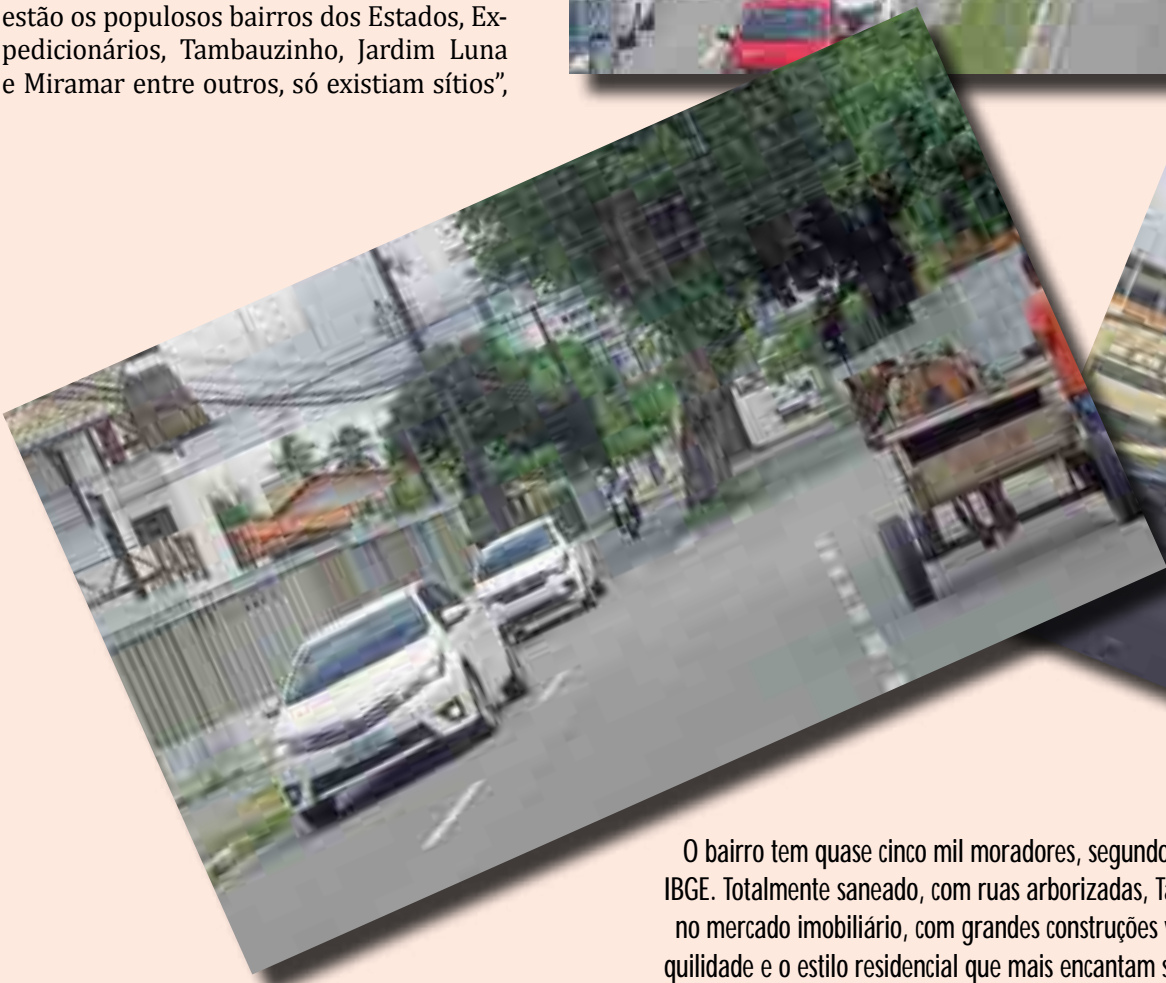 estão os populosos bairros dos Estados, Ex-
pedicionários, Tambauzinho, Jardim Luna
e Miramar entre outros, só existiam sítios”,
O bairro tem quase cinco mil moradores, segundo
IBGE. Totalmente saneado, com ruas arborizadas,
no mercado imobiliário, com grandes construções
quilidade e o estilo residencial que mais encantam